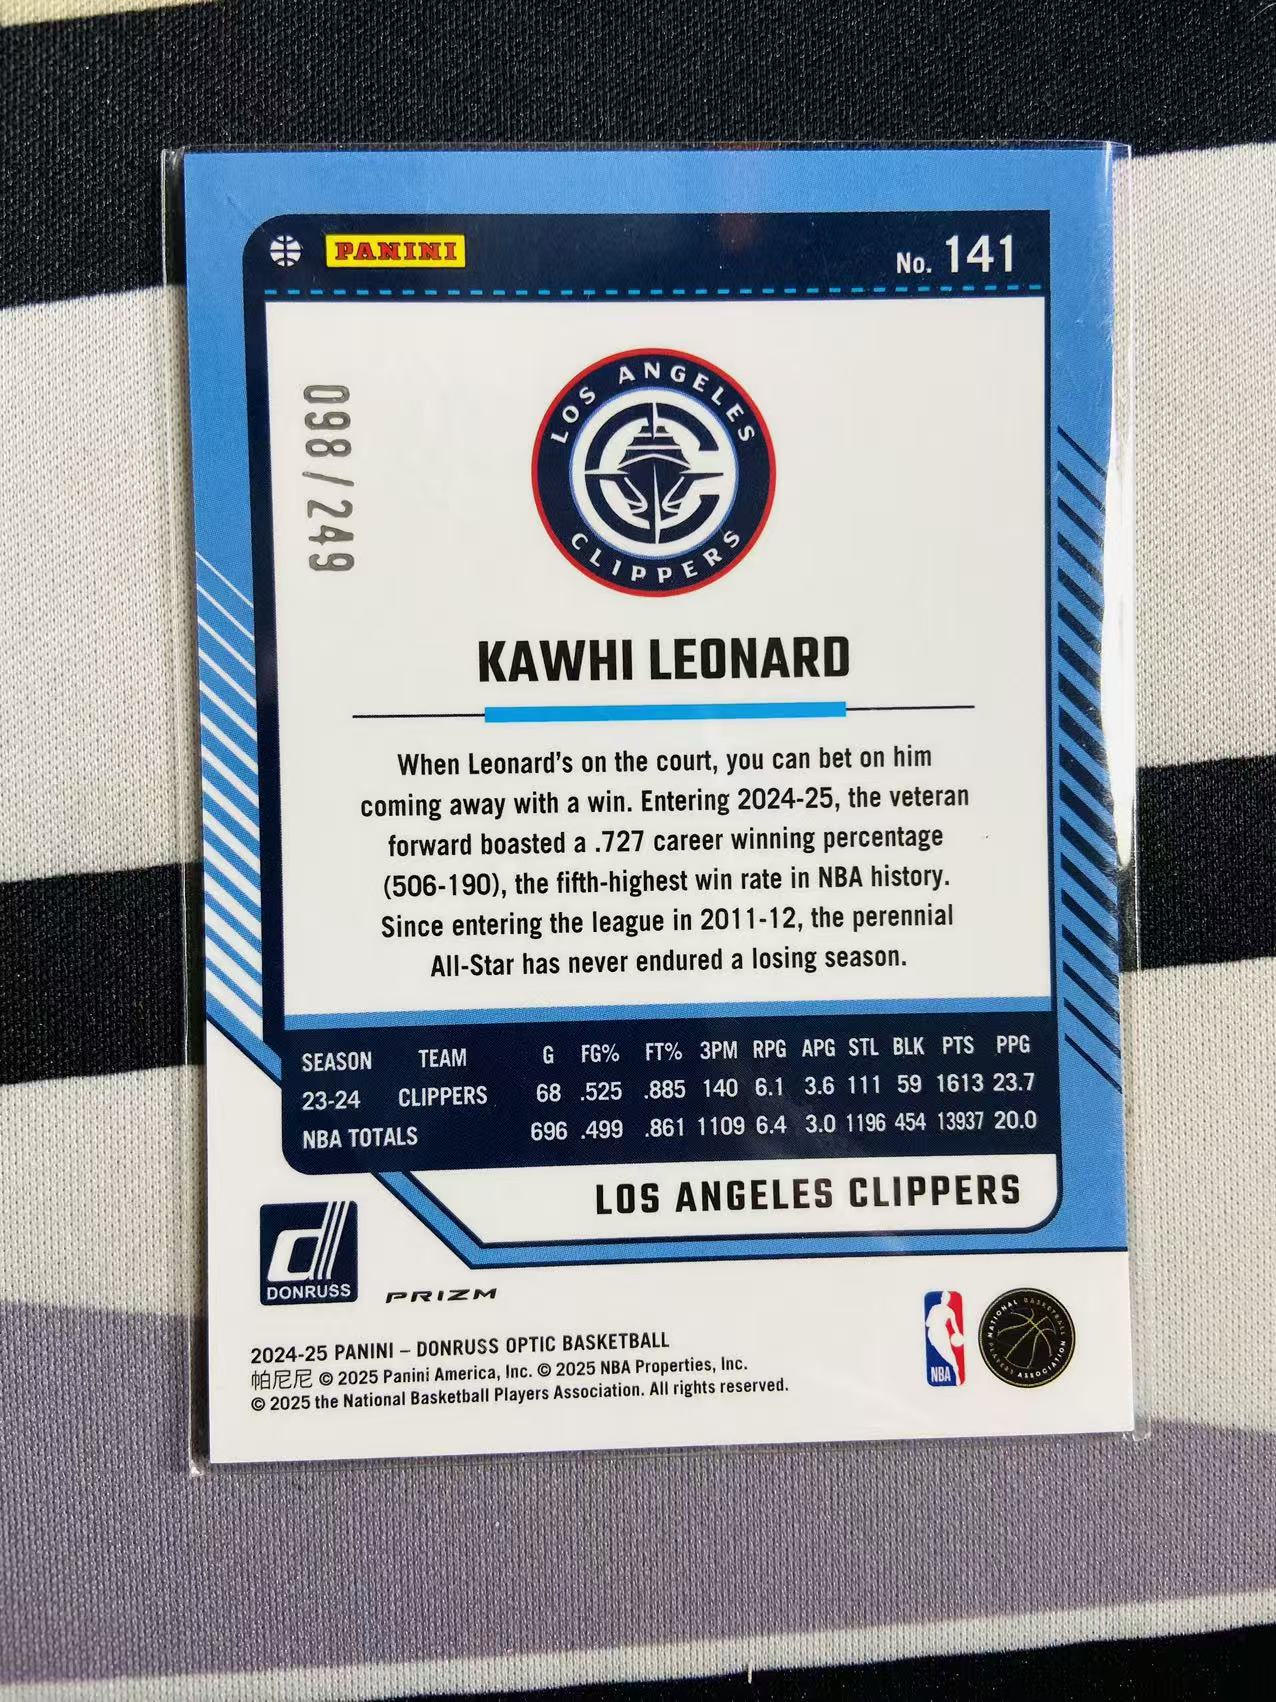 PANINI
No. 141
098/249
LOS ANGELES
CLIPPERS
KAWHI LEONARD
When Leonard's on the court, you can bet on him
coming away with a win. Entering 2024-25, the veteran
forward boasted a .727 career winning percentage
(506-190), the fifth-highest win rate in NBA history.
Since entering the league in 2011-12, the perennial
All-Star has never endured a losing season.
SEASON TEAM G FG% FT% 3PM RPG APG STL BLK PTS PPG
23-24 CLIPPERS 68 .525 .885 140 6.1 3.6 111 59 1613 23.7
NBA TOTALS 696 .499 .861 1109 6.4 3.0 1196 454 13937 20.0
LOS ANGELES CLIPPERS
d
DONRUSS
PRIZM
2024-25 PANINI – DONRUSS OPTIC BASKETBALL
帕尼尼 © 2025 Panini America, Inc. © 2025 NBA Properties, Inc.
© 2025 the National Basketball Players Association. All rights reserved.
NBA
NATIONAL BASKETBALL
PLAYERS ASSOCIATION